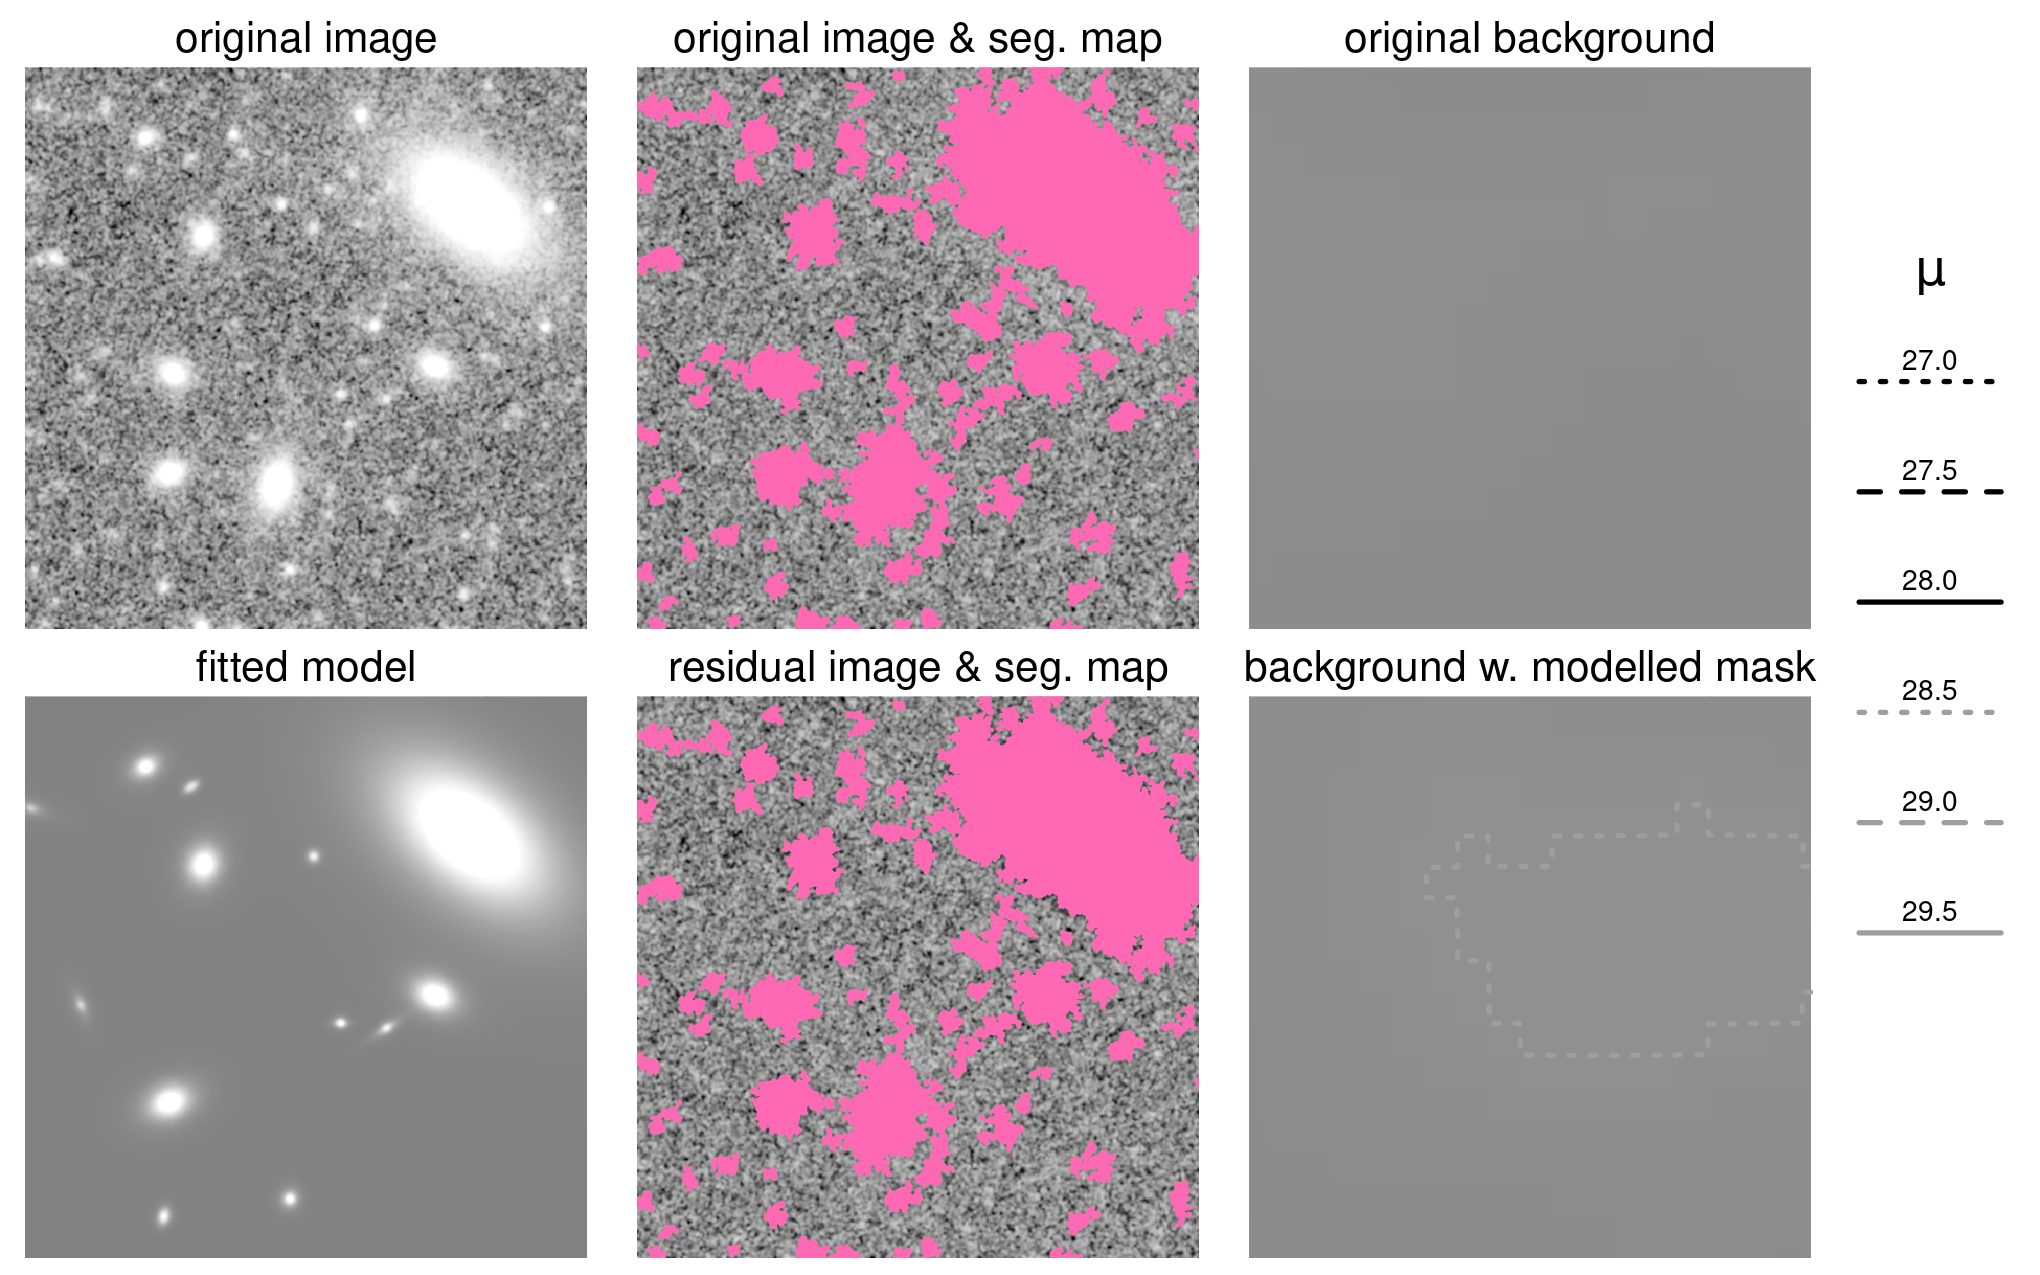 original image
original image & seg. map
original background
μ
27.0
27.5
28.0
fitted model
residual image & seg. map
background w. modelled mask
28.5
29.0
29.5